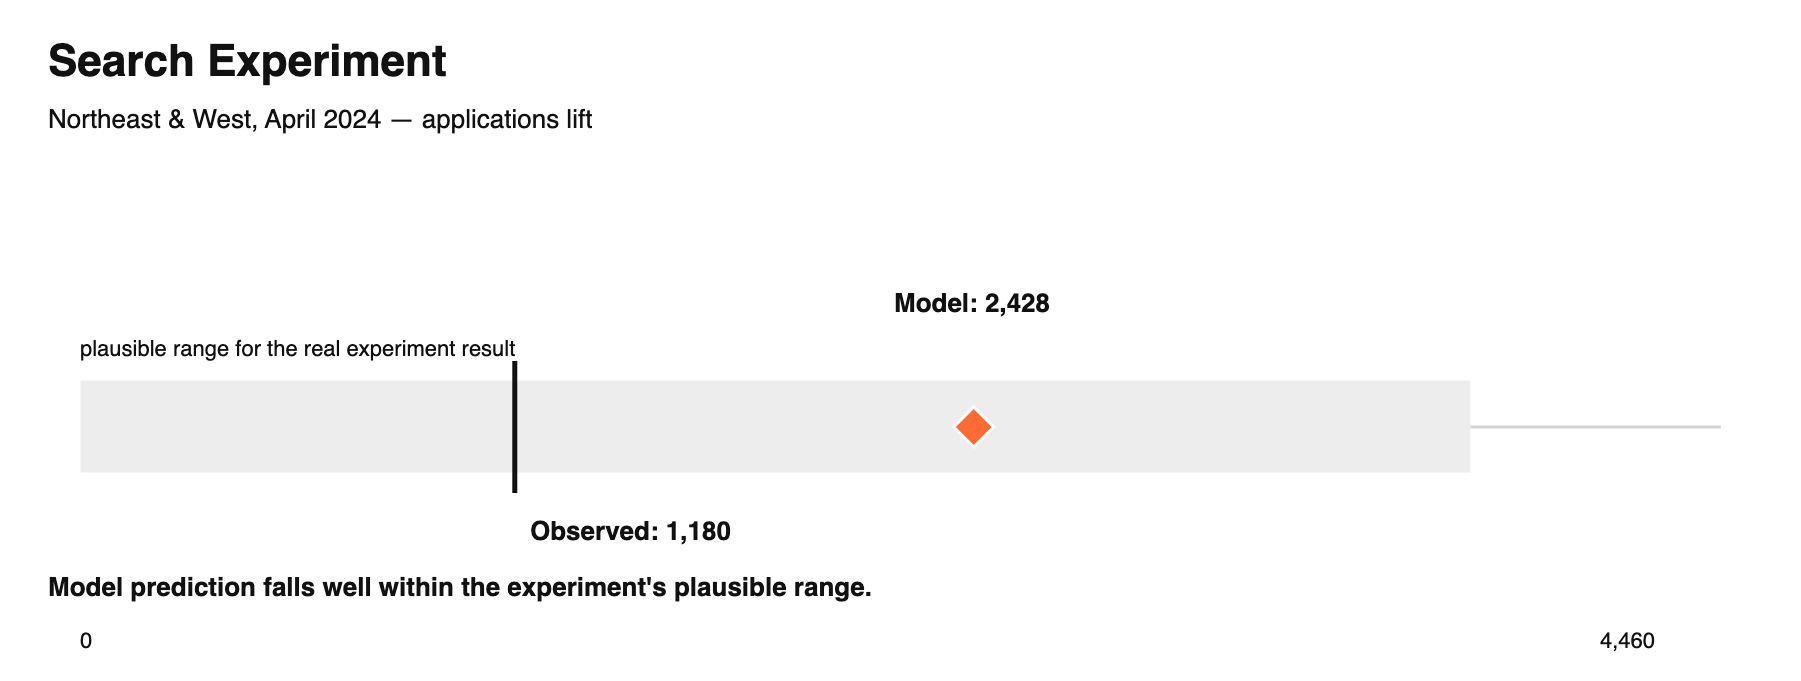 Search Experiment
Northeast & West, April 2024 — applications lift
Model: 2,428
plausible range for the real experiment result
Observed: 1,180
Model prediction falls well within the experiment's plausible range.
0 4,460